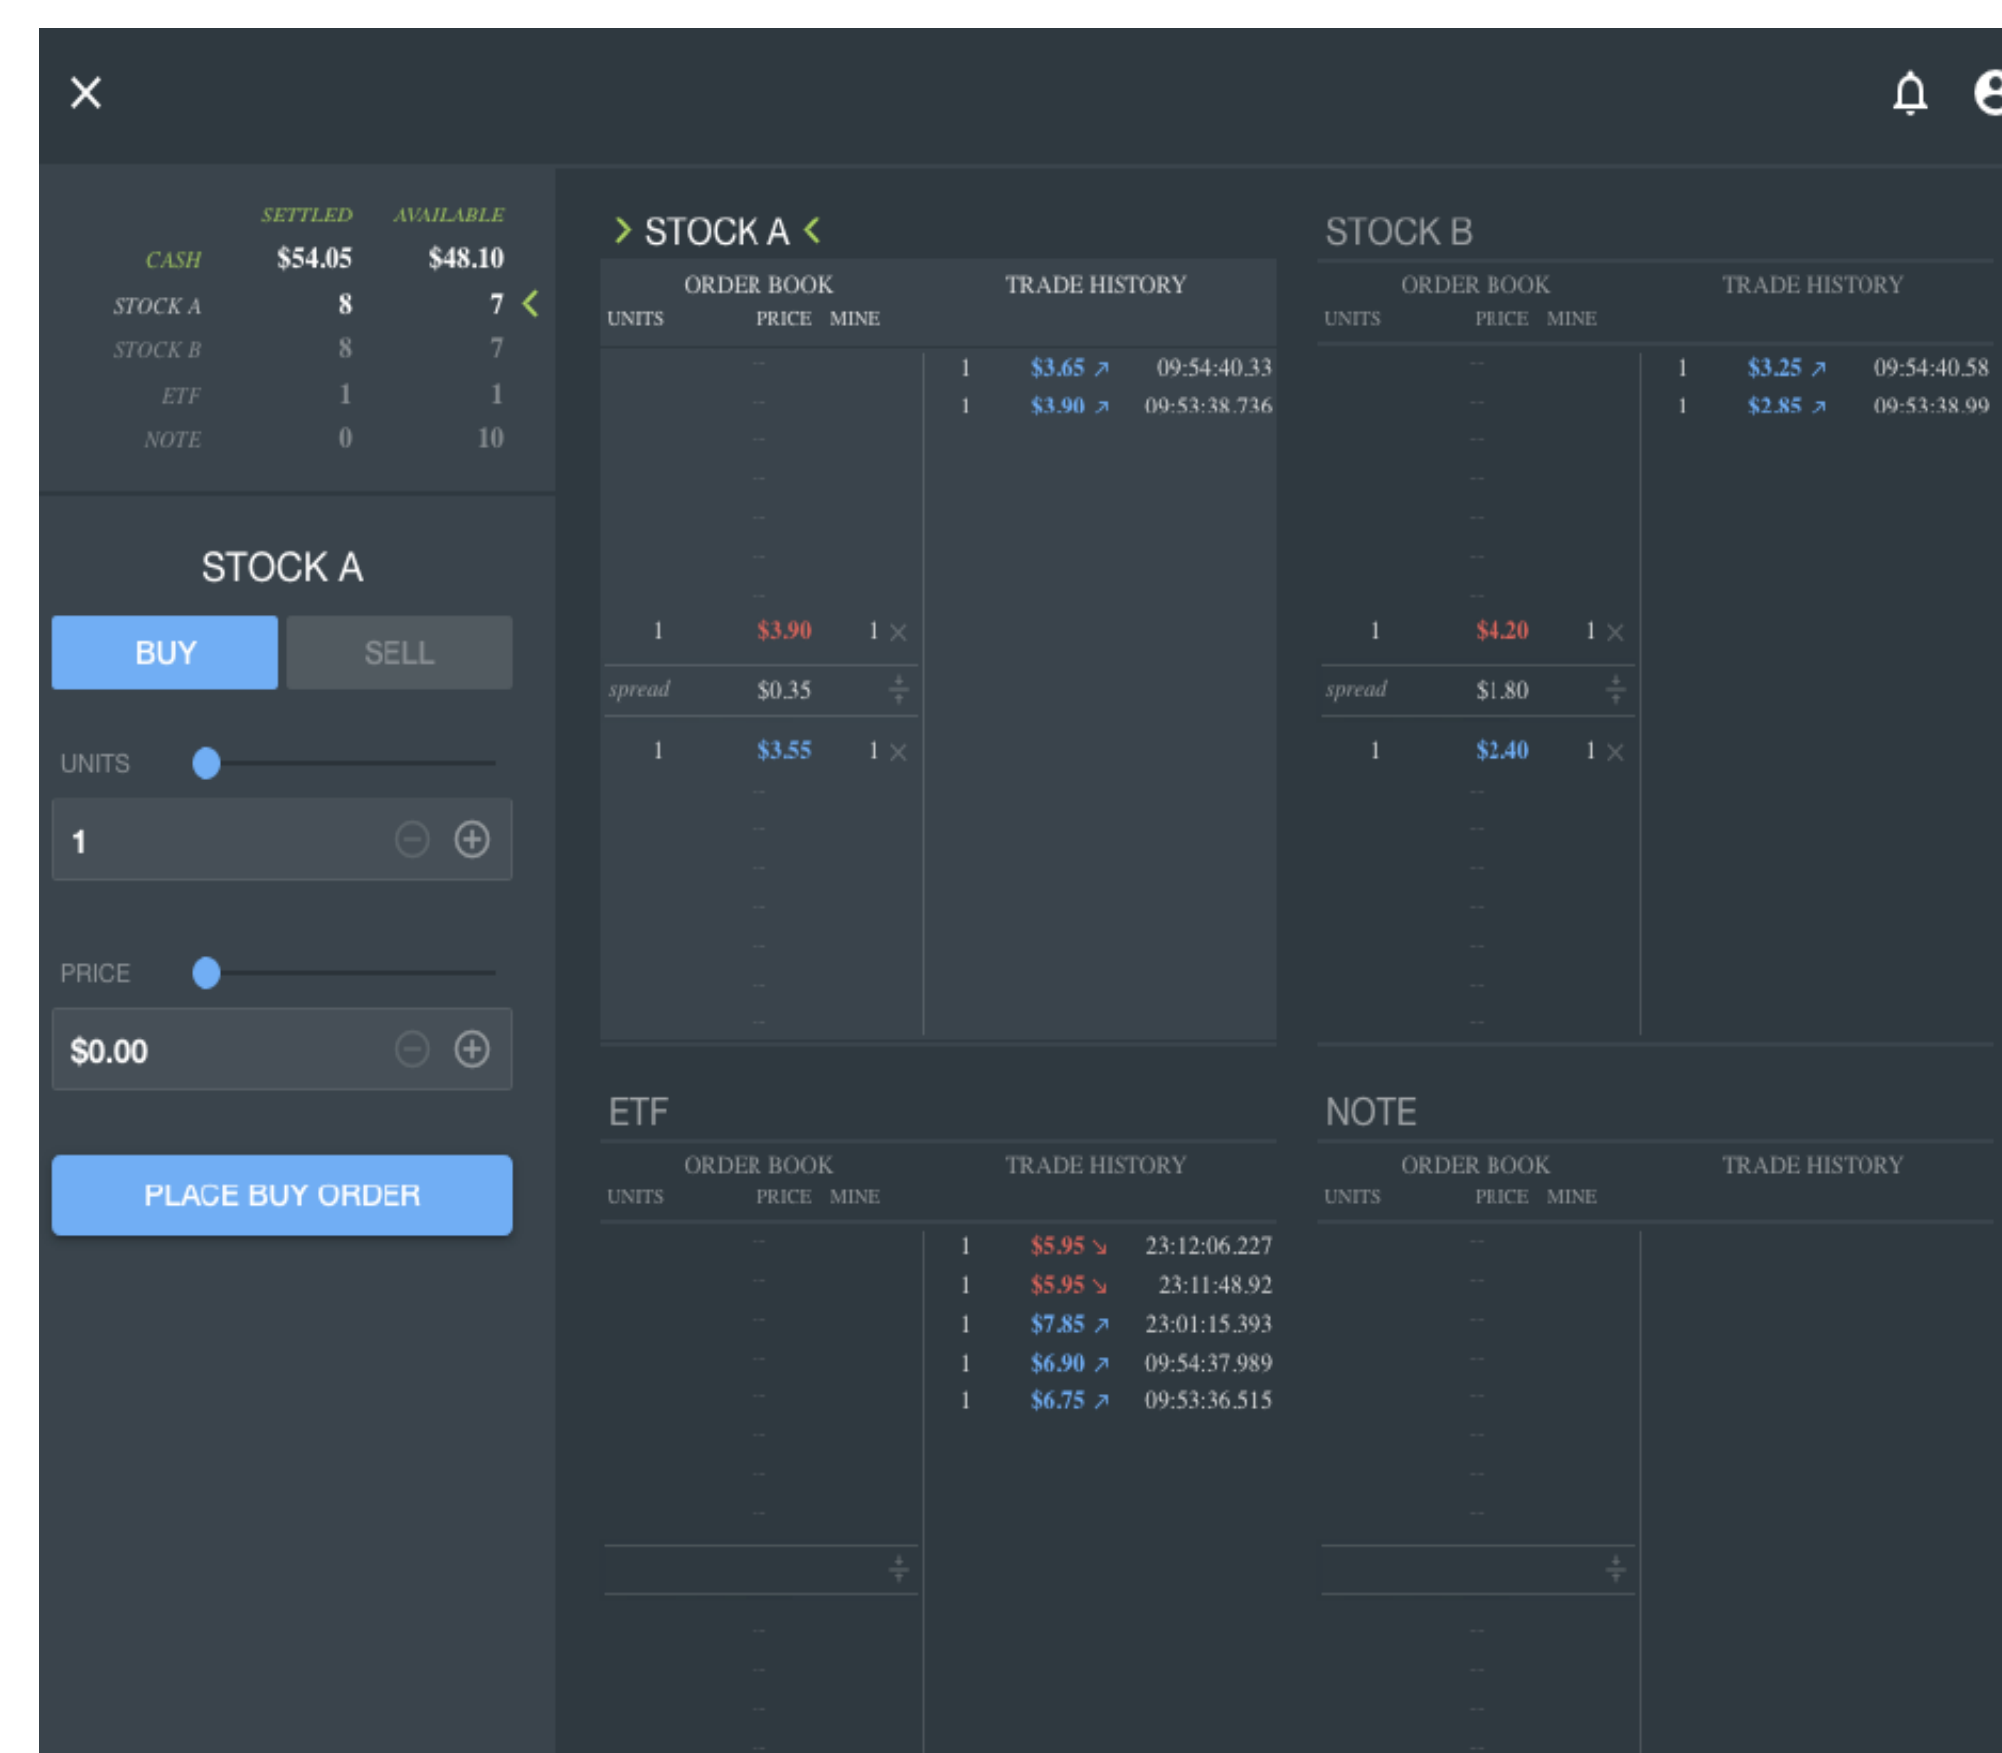 SETTLED AVAILABLE
CASH $54.05 $48.10
STOCK A 8 7
STOCK B 8 7
ETF 1 1
NOTE 0 10
STOCK A
BUY SELL
UNITS
1
PRICE
$0.00
PLACE BUY ORDER
STOCK A
ORDER BOOK TRADE HISTORY
UNITS PRICE MINE
--
1 $3.65 09:54:40.33
--
1 $3.90 09:53:38.736
--
--
--
--
--
1 $3.90 1
spread $0.35
1 $3.55 1
--
--
--
--
--
--
--
STOCK B
ORDER BOOK TRADE HISTORY
UNITS PRICE MINE
--
1 $3.25 09:54:40.58
--
1 $2.85 09:53:38.99
--
--
--
--
--
1 $4.20 1
spread $1.80
1 $2.40 1
--
--
--
--
--
--
--
ETF
ORDER BOOK TRADE HISTORY
UNITS PRICE MINE
--
1 $5.95 23:12:06.227
--
1 $5.95 23:11:48.92
--
1 $7.85 23:01:15.393
--
1 $6.90 09:54:37.989
--
1 $6.75 09:53:36.515
--
--
--
--
--
--
--
NOTE
ORDER BOOK TRADE HISTORY
UNITS PRICE MINE
--
--
--
--
--
--
--
--
--
--
--
--